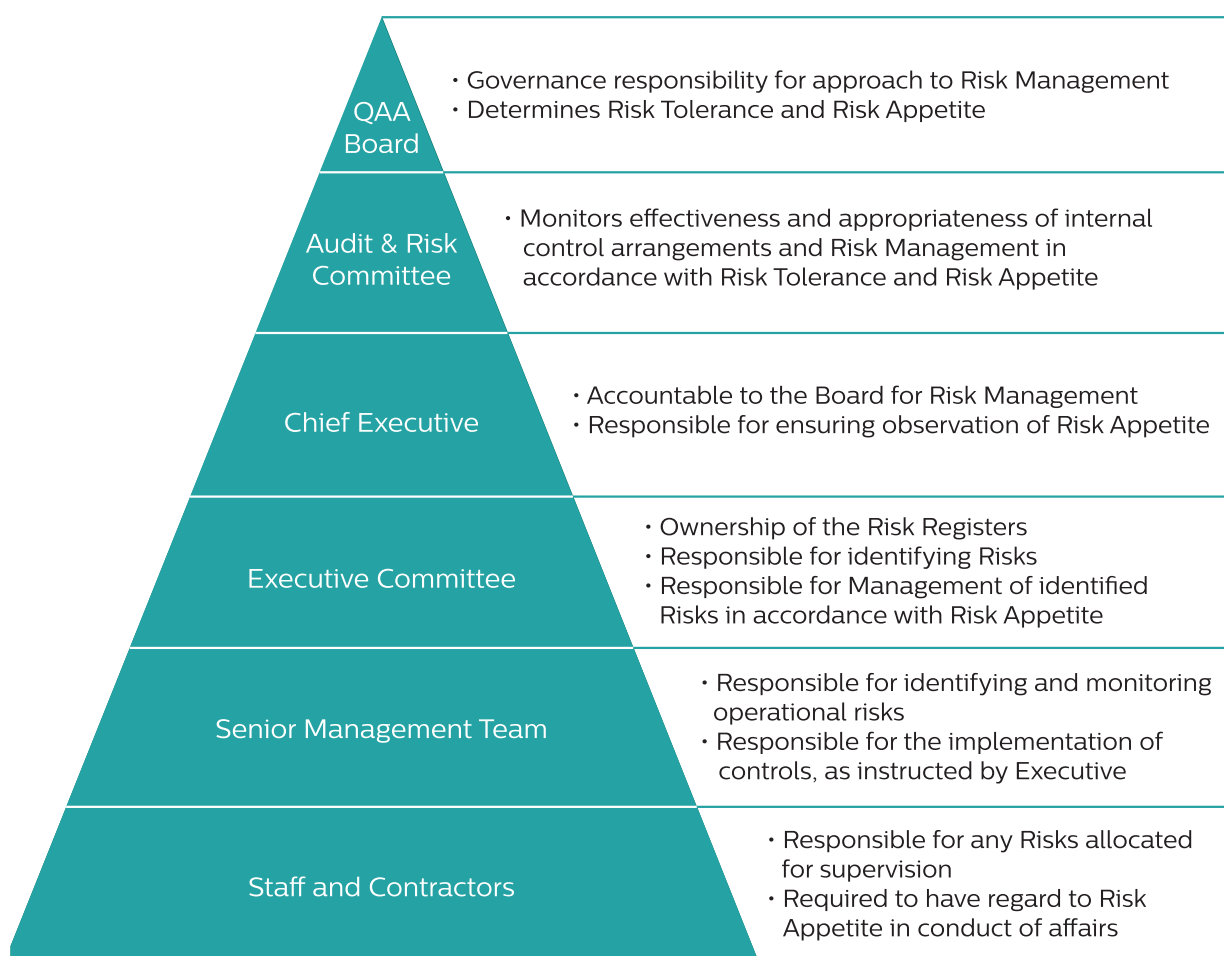 QAA
Board
• Governance responsibility for approach to Risk Management
• Determines Risk Tolerance and Risk Appetite
Audit & Risk
Committee
• Monitors effectiveness and appropriateness of internal
control arrangements and Risk Management in
accordance with Risk Tolerance and Risk Appetite
Chief Executive
• Accountable to the Board for Risk Management
• Responsible for ensuring observation of Risk Appetite
Executive Committee
• Ownership of the Risk Registers
• Responsible for identifying Risks
• Responsible for Management of identified
Risks in accordance with Risk Appetite
Senior Management Team
• Responsible for identifying and monitoring
operational risks
• Responsible for the implementation of
controls, as instructed by Executive
Staff and Contractors
• Responsible for any Risks allocated
for supervision
• Required to have regard to Risk
Appetite in conduct of affairs